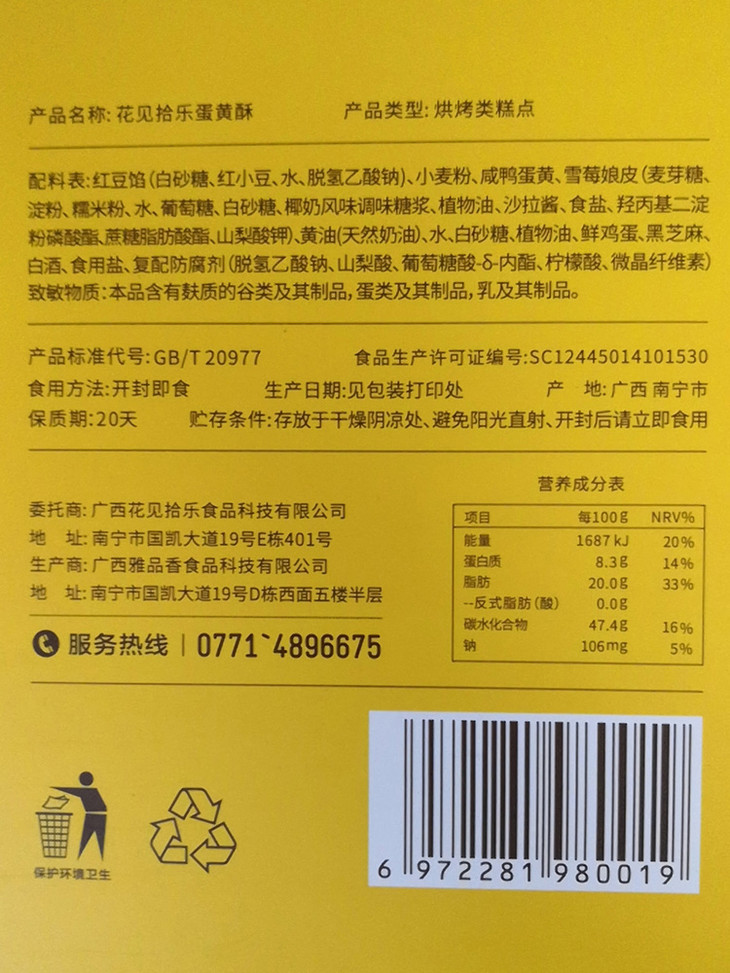 产品名称:花见拾乐蛋黄酥 产品类型:烘烤类糕点
配料表:红豆馅(白砂糖、红小豆、水、脱氢乙酸钠)、小麦粉、咸鸭蛋黄、雪莓娘皮(麦芽糖、
淀粉、糯米粉、水、葡萄糖、白砂糖、椰奶风味调味糖浆、植物油、沙拉酱、食盐、羟丙基二淀
粉磷酸酯、蔗糖脂肪酸酯、山梨酸钾)、黄油(天然奶油)、水、白砂糖、植物油、鲜鸡蛋、黑芝麻、
白酒、食用盐、复配防腐剂(脱氢乙酸钠、山梨酸、葡萄糖酸-δ-内酯、柠檬酸、微晶纤维素)
致敏物质:本品含有麸质的谷类及其制品,蛋类及其制品,乳及其制品。
产品标准代号:GB/T 20977 食品生产许可证编号:SC12445014101530
食用方法:开封即食 生产日期:见包装打印处 产 地:广西 南宁市
保质期:20天 贮存条件:存放于干燥阴凉处、避免阳光直射、开封后请立即食用
委托商:广西花见拾乐食品科技有限公司
地 址:南宁市国凯大道19号E栋401号
生产商:广西雅品香食品科技有限公司
地 址:南宁市国凯大道19号D栋西面五楼半层
服务热线 | 0771`4896675
营养成分表
项目 每100g NRV%
能量 1687 kJ 20%
蛋白质 8.3g 14%
脂肪 20.0g 33%
--反式脂肪(酸) 0.0g
碳水化合物 47.4g 16%
钠 106mg 5%
保护环境卫生
6 972281 980019